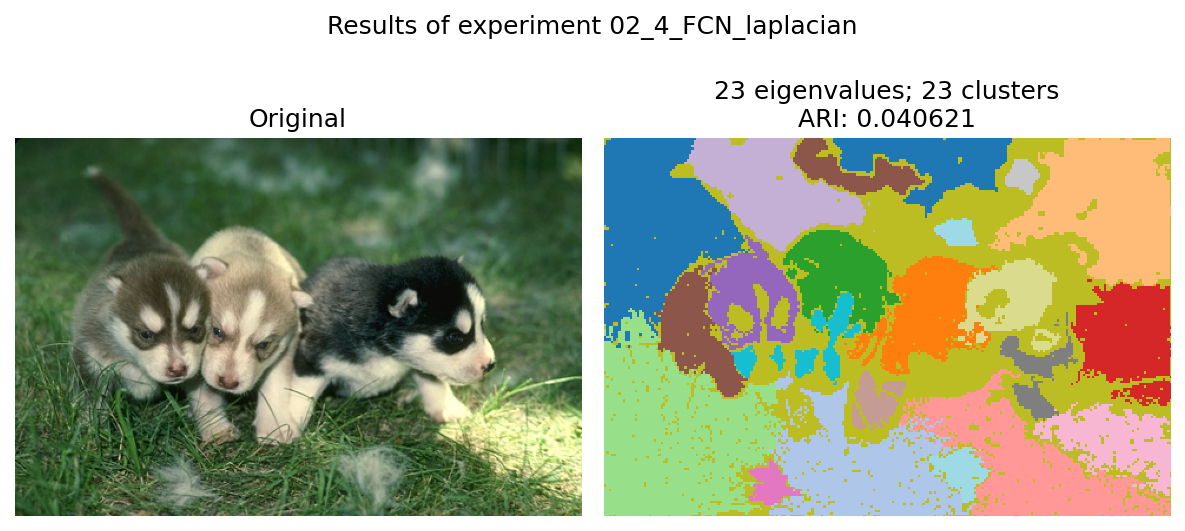 Results of experiment 02_4_FCN_laplacian
Original
23 eigenvalues; 23 clusters
ARI: 0.040621